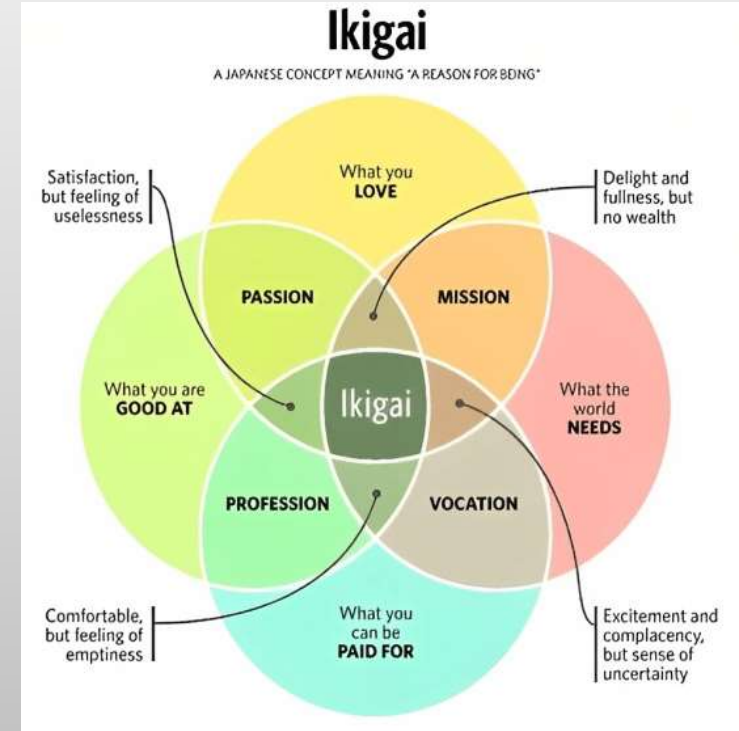 Ikigai
A JAPANESE CONCEPT MEANING "A REASON FOR BEING"
Satisfaction,
but feeling of
uselessness
What you
LOVE
Delight and
fullness, but
no wealth
PASSION
MISSION
What you are
GOOD AT
Ikigai
What the
world
NEEDS
PROFESSION
VOCATION
Comfortable,
but feeling of
emptiness
What you
can be
PAID FOR
Excitement and
complacency,
but sense of
uncertainty